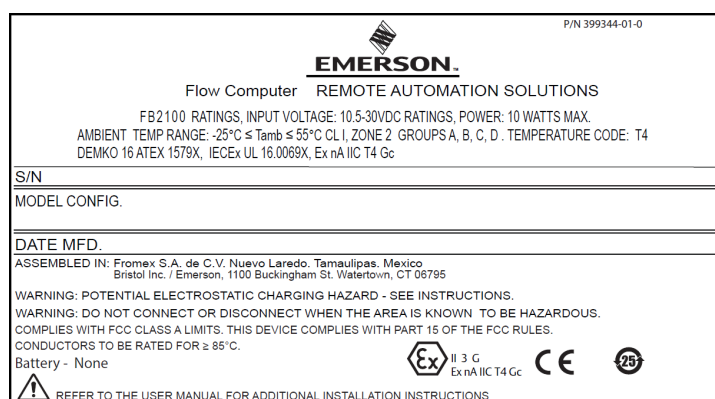 P/N 399344-01-0
EMERSON™
Flow Computer REMOTE AUTOMATION SOLUTIONS
FB2100 RATINGS, INPUT VOLTAGE: 10.5-30VDC RATINGS, POWER: 10 WATTS MAX.
AMBIENT TEMP RANGE: -25°C ≤ Tamb ≤ 55°C CL I, ZONE 2 GROUPS A, B, C, D . TEMPERATURE CODE: T4
DEMKO 16 ATEX 1579X, IECEx UL 16.0069X, Ex nA IIC T4 Gc
S/N
MODEL CONFIG.
DATE MFD.
ASSEMBLED IN: Fromex S.A. de C.V. Nuevo Laredo. Tamaulipas. Mexico
Bristol Inc. / Emerson, 1100 Buckingham St. Watertown, CT 06795
WARNING: POTENTIAL ELECTROSTATIC CHARGING HAZARD - SEE INSTRUCTIONS.
WARNING: DO NOT CONNECT OR DISCONNECT WHEN THE AREA IS KNOWN TO BE HAZARDOUS.
COMPLIES WITH FCC CLASS A LIMITS. THIS DEVICE COMPLIES WITH PART 15 OF THE FCC RULES.
CONDUCTORS TO BE RATED FOR ≥ 85°C.
Battery - None
Ex II 3 G
Ex nA IIC T4 Gc
CE
25
REFER TO THE USER MANUAL FOR ADDITIONAL INSTALLATION INSTRUCTIONS